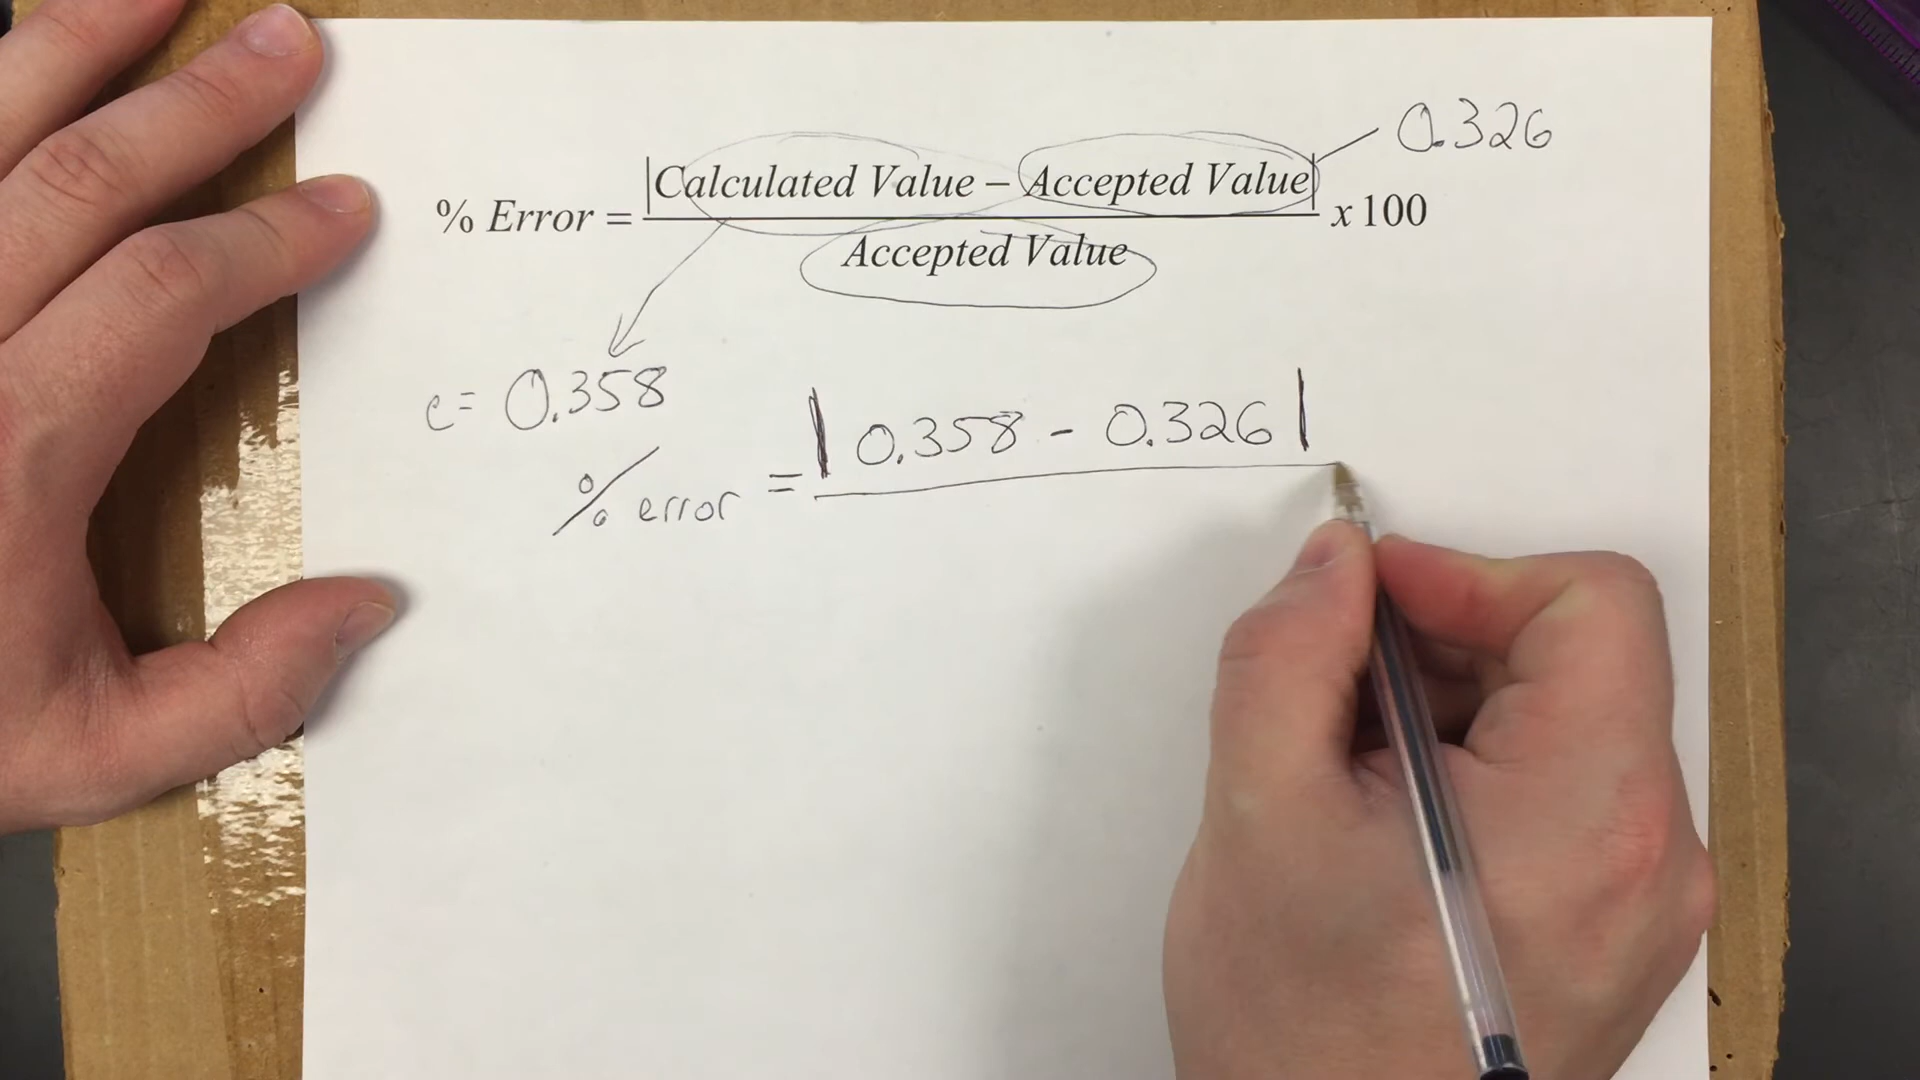 0.326
% Error = |Calculated Value – Accepted Value| x 100
Accepted Value
c = 0.358
% error = | 0.358 - 0.326 |